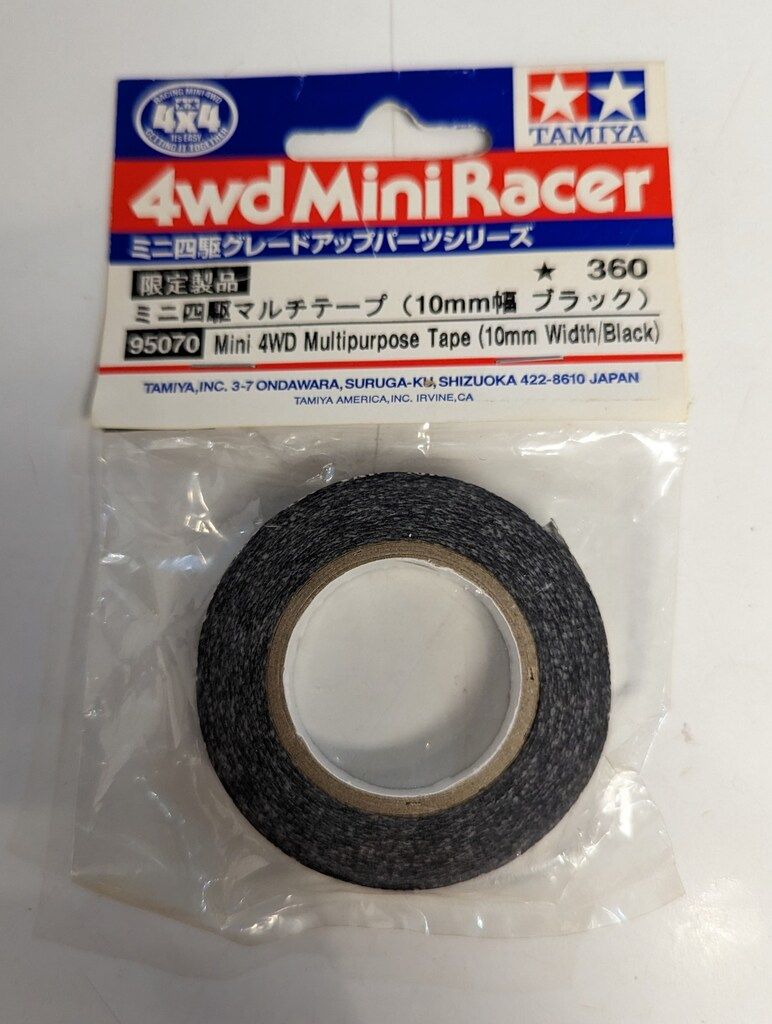 RACING MINI 4WD
4x4
IT'S EASY
GETTING IT TOGETHER
TAMIYA
4wd Mini Racer
ミニ四駆グレードアップパーツシリーズ
限定製品
★ 360
ミニ四駆マルチテープ（10mm幅 ブラック）
95070 Mini 4WD Multipurpose Tape (10mm Width/Black)
TAMIYA,INC. 3-7 ONDAWARA, SURUGA-KU, SHIZUOKA 422-8610 JAPAN
TAMIYA AMERICA,INC. IRVINE,CA